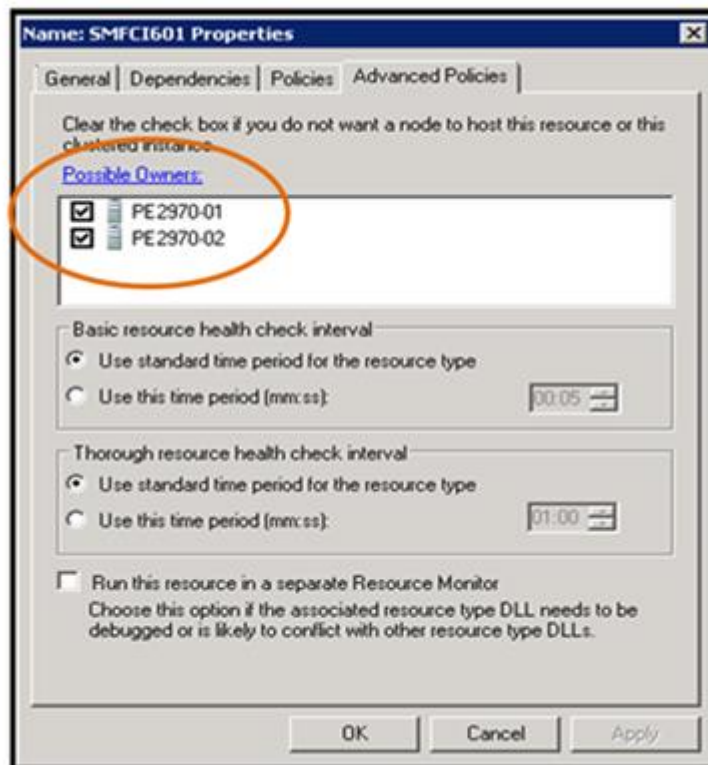 Name: SMFCI601 Properties
General
Dependencies
Policies
Advanced Policies
Clear the check box if you do not want a node to host this resource or this
clustered instance.
Possible Owners:
PE2970-01
PE2970-02
Basic resource health check interval
Use standard time period for the resource type
Use this time period (mm:ss):
00:05
Thorough resource health check interval
Use standard time period for the resource type
Use this time period (mm:ss):
01:00
Run this resource in a separate Resource Monitor
Choose this option if the associated resource type DLL needs to be
debugged or is likely to conflict with other resource type DLLs.
OK
Cancel
Apply